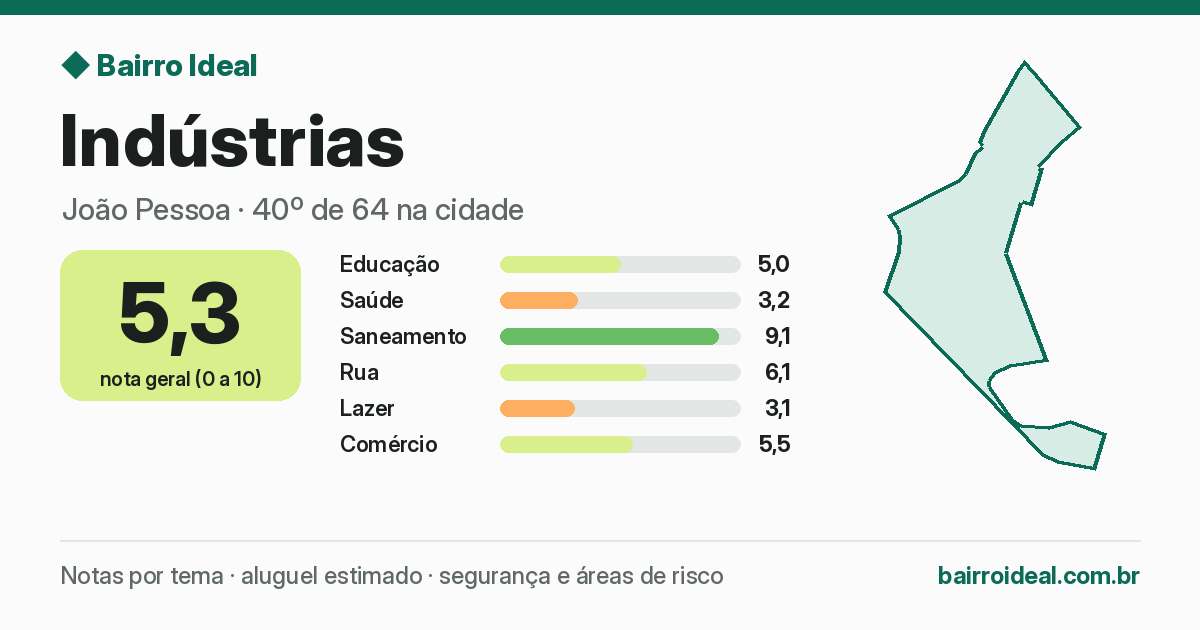 Bairro Ideal
Indústrias
João Pessoa · 40º de 64 na cidade
5,3
nota geral (0 a 10)
Educação 5,0
Saúde 3,2
Saneamento 9,1
Rua 6,1
Lazer 3,1
Comércio 5,5
Notas por tema · aluguel estimado · segurança e áreas de risco
bairroideal.com.br